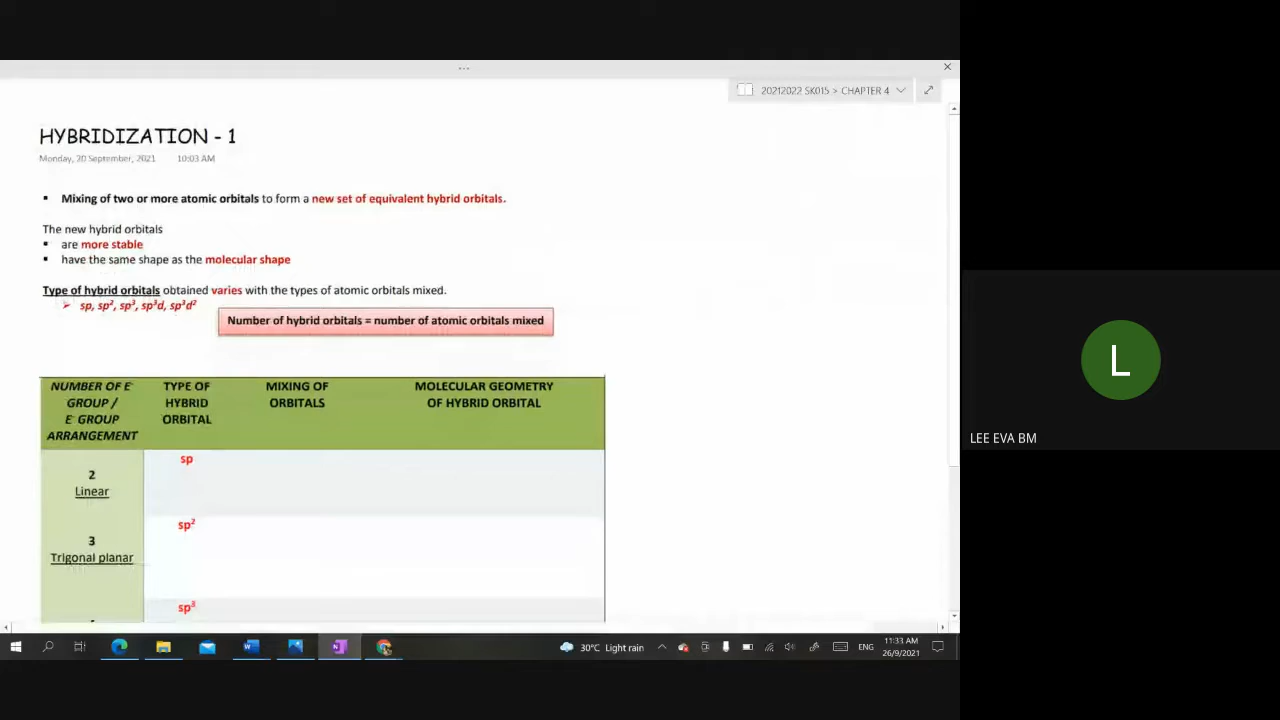 20212022 SK015 > CHAPTER 4
HYBRIDIZATION - 1
Monday, 20 September, 2021 10:03 AM
▪ Mixing of two or more atomic orbitals to form a new set of equivalent hybrid orbitals.
The new hybrid orbitals
▪ are more stable
▪ have the same shape as the molecular shape
Type of hybrid orbitals obtained varies with the types of atomic orbitals mixed.
➢ sp, sp², sp³, sp³d, sp³d²
Number of hybrid orbitals = number of atomic orbitals mixed
NUMBER OF E⁻ GROUP / E⁻ GROUP ARRANGEMENT
TYPE OF HYBRID ORBITAL
MIXING OF ORBITALS
MOLECULAR GEOMETRY OF HYBRID ORBITAL
2
Linear
sp
3
Trigonal planar
sp²
sp³
L
LEE EVA BM
30°C Light rain
ENG
11:33 AM
26/9/2021